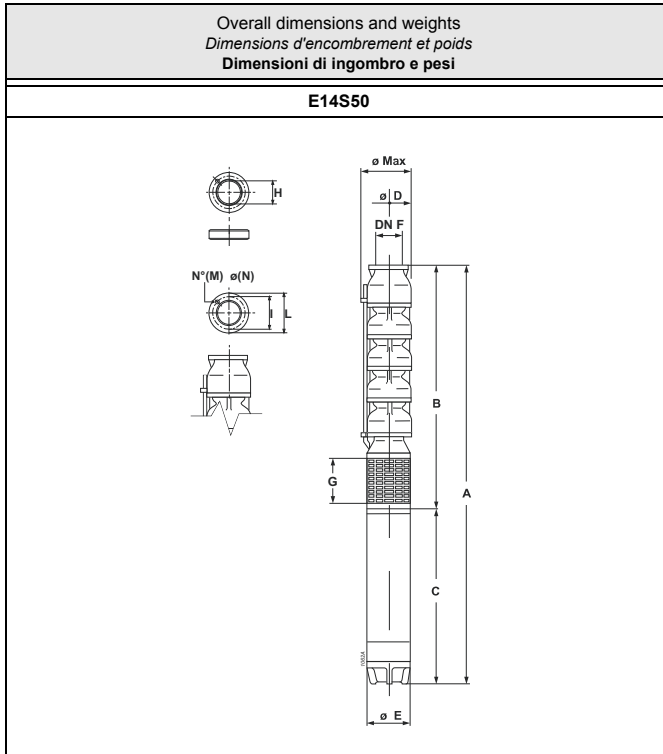 Overall dimensions and weights
Dimensions d'encombrement et poids
Dimensioni di ingombro e pesi
E14S50
ø Max
ø D
DN F
H
N°(M) ø(N)
I
L
B
G
A
C
ø E